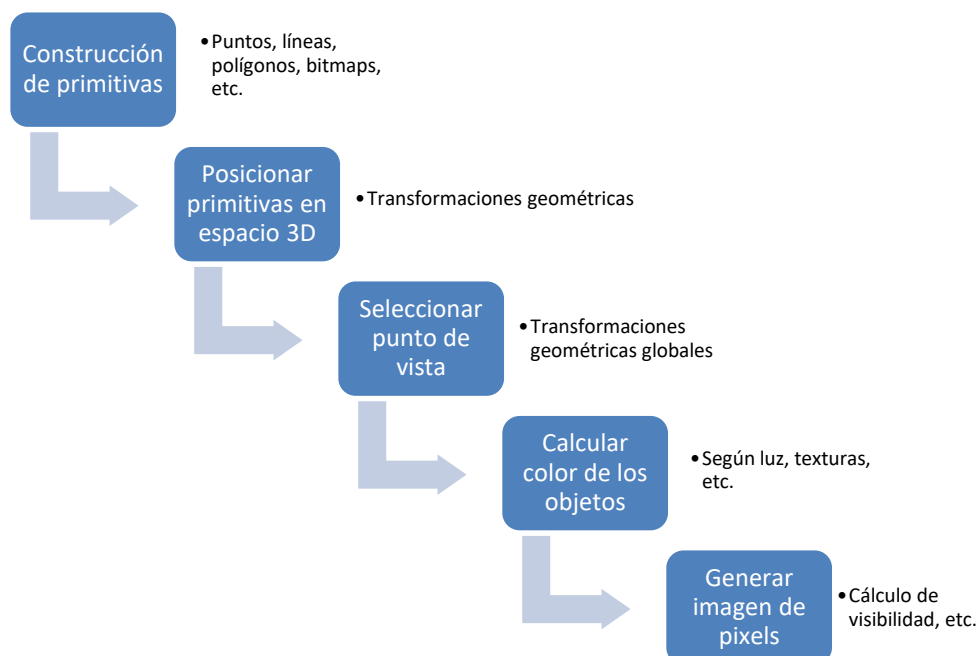 Construcción
de primitivas
•Puntos, líneas,
polígonos, bitmaps,
etc.
Posicionar
primitivas en
espacio 3D
•Transformaciones geométricas
Seleccionar
punto de
vista
•Transformaciones
geométricas globales
Calcular
color de los
objetos
•Según luz, texturas,
etc.
Generar
imagen de
pixels
•Cálculo de
visibilidad, etc.